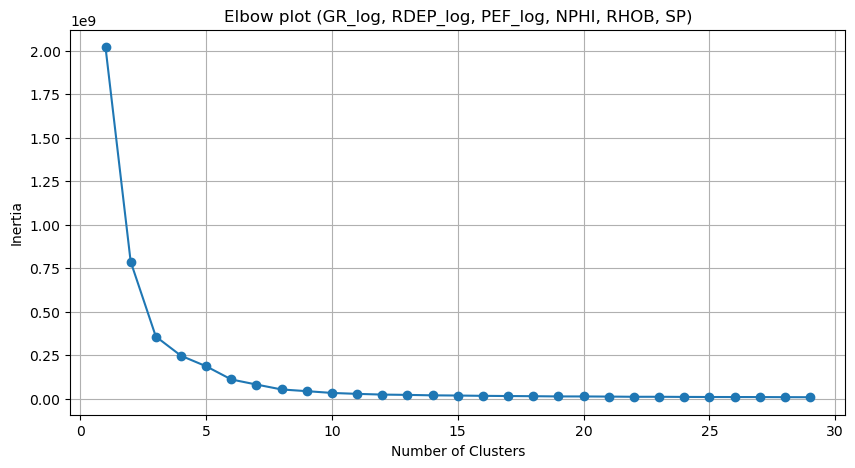 Elbow plot (GR_log, RDEP_log, PEF_log, NPHI, RHOB, SP)
1e9
2.00
1.75
1.50
1.25
1.00
0.75
0.50
0.25
0.00
Inertia
0 5 10 15 20 25 30
Number of Clusters